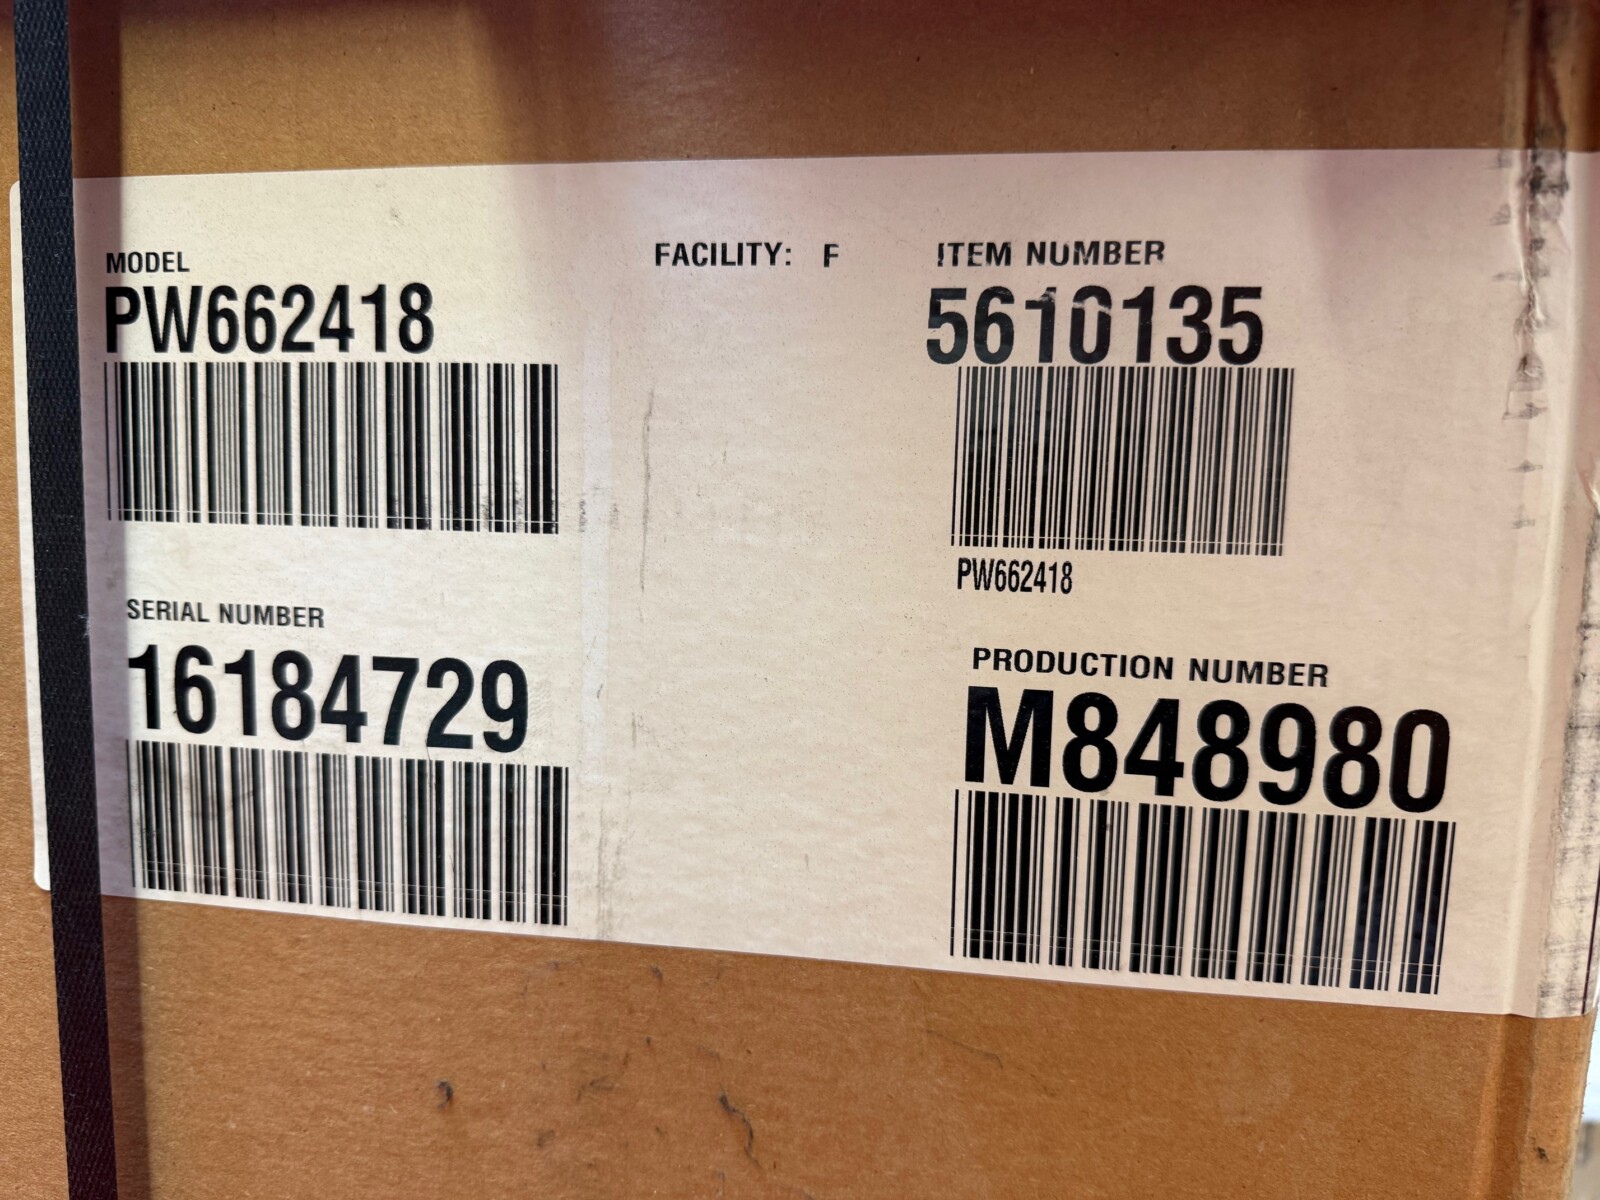 MODEL
PW662418
FACILITY: F
ITEM NUMBER
5610135
PW662418
SERIAL NUMBER
16184729
PRODUCTION NUMBER
M848980